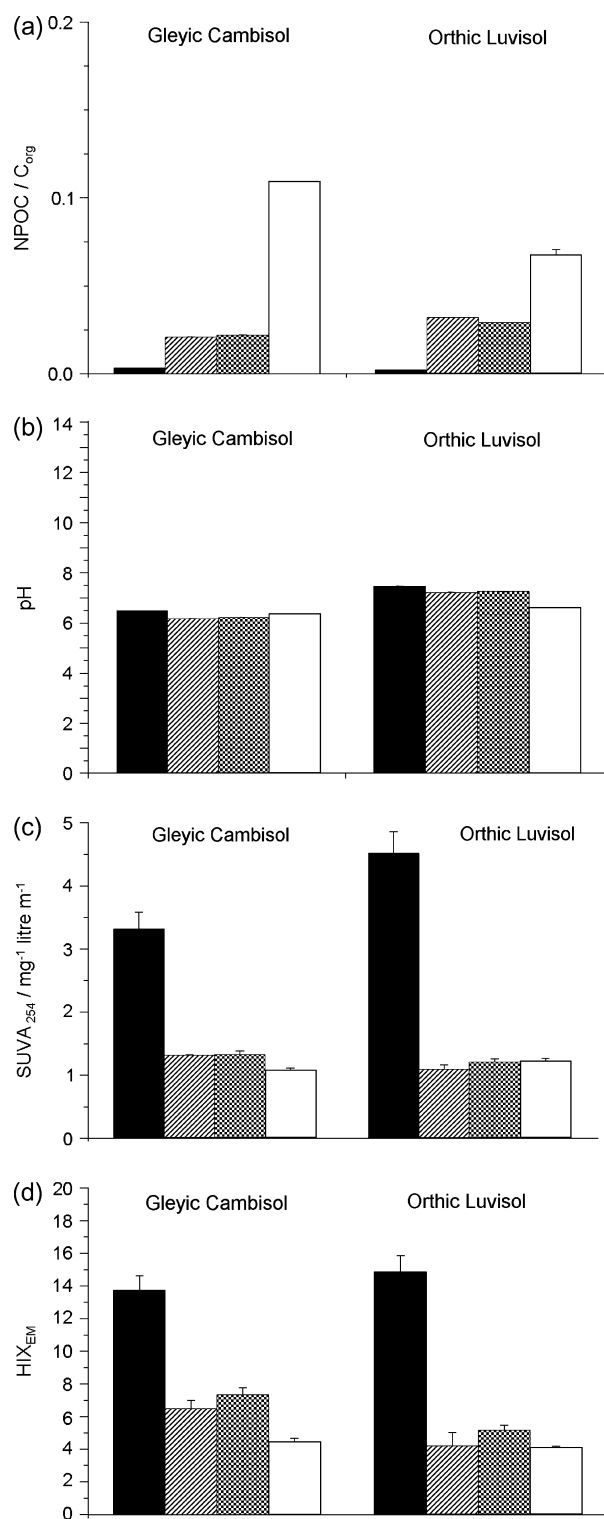 (a)
Gleyic Cambisol
Orthic Luvisol
NPOC / Corg
0.2
0.1
0.0
(b)
Gleyic Cambisol
Orthic Luvisol
pH
14
12
10
8
6
4
2
0
(c)
Gleyic Cambisol
Orthic Luvisol
SUVA 254 / mg-1 litre m-1
5
4
3
2
1
0
(d)
Gleyic Cambisol
Orthic Luvisol
HIXEM
20
18
16
14
12
10
8
6
4
2
0